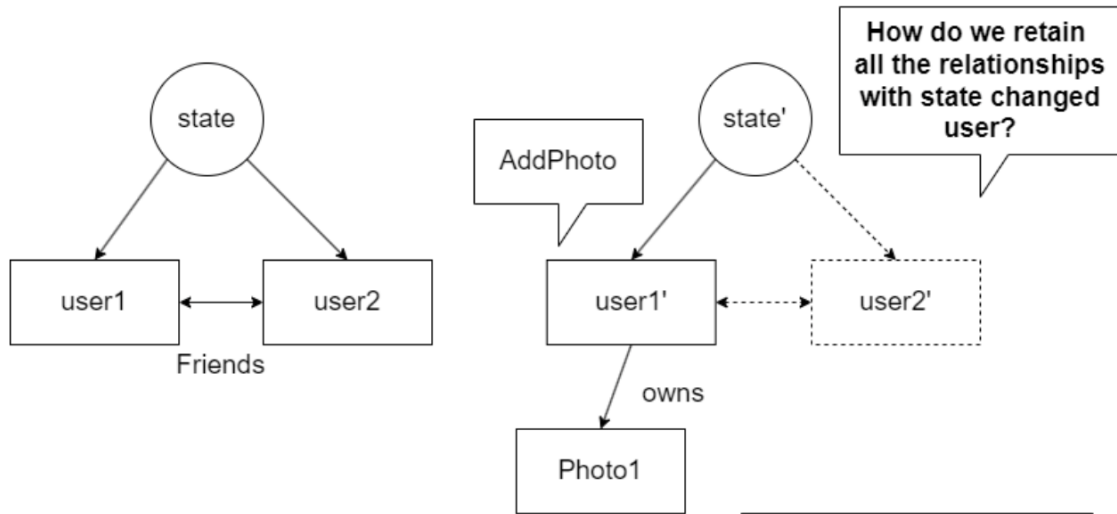 state
user1
user2
Friends
How do we retain
all the relationships
with state changed
user?
state'
AddPhoto
user1'
user2'
owns
Photo1